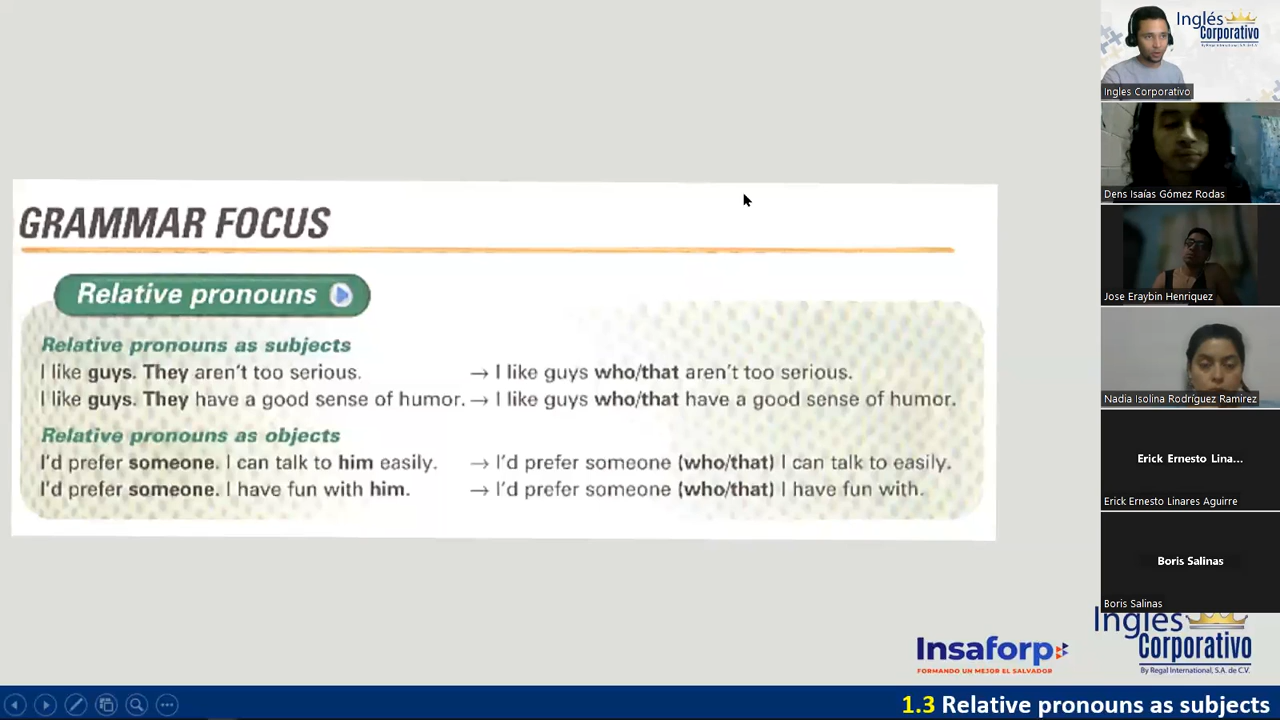 GRAMMAR FOCUS
Relative pronouns
Relative pronouns as subjects
I like guys. They aren't too serious. → I like guys who/that aren't too serious.
I like guys. They have a good sense of humor. → I like guys who/that have a good sense of humor.
Relative pronouns as objects
I'd prefer someone. I can talk to him easily. → I'd prefer someone (who/that) I can talk to easily.
I'd prefer someone. I have fun with him. → I'd prefer someone (who/that) I have fun with.
Insaforp
FORMANDO UN MEJOR EL SALVADOR
Inglés
Corporativo
By Regal International, S.A. de C.V.
1.3 Relative pronouns as subjects
Inglés
Corporativo
By Regal International, S.A. de C.V.
Ingles Corporativo
Dens Isaías Gómez Rodas
Jose Eraybin Henriquez
Nadia Isolina Rodríguez Ramirez
Erick Ernesto Lina...
Erick Ernesto Linares Aguirre
Boris Salinas
Boris Salinas